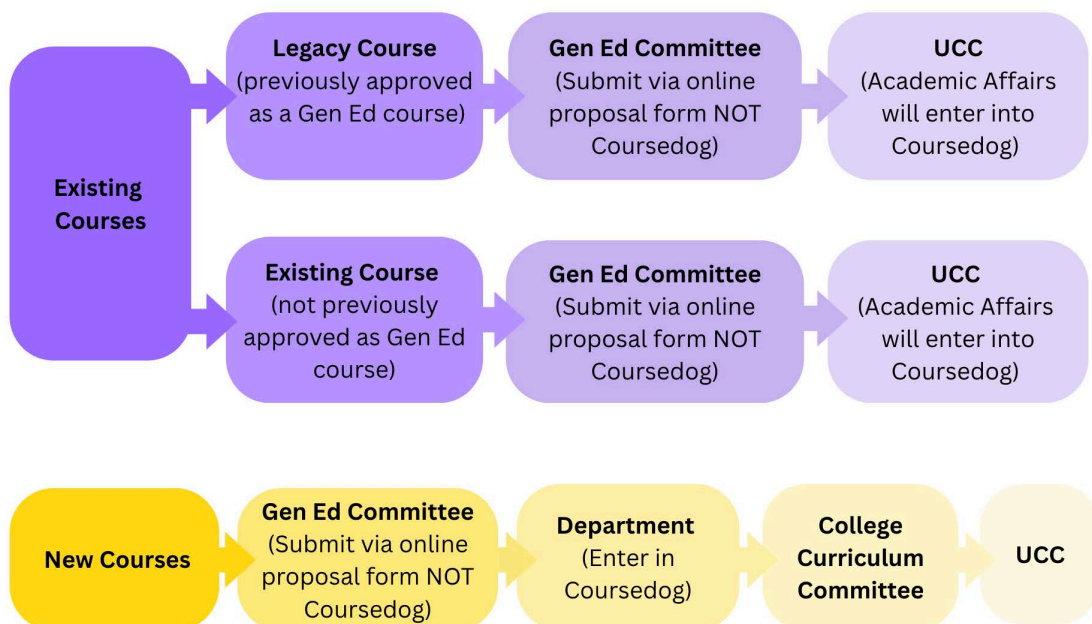 Existing
Courses
Legacy Course
(previously approved
as a Gen Ed course)
Gen Ed Committee
(Submit via online
proposal form NOT
Coursedog)
UCC
(Academic Affairs
will enter into
Coursedog)
Existing Course
(not previously
approved as Gen Ed
course)
Gen Ed Committee
(Submit via online
proposal form NOT
Coursedog)
UCC
(Academic Affairs
will enter into
Coursedog)
New Courses
Gen Ed Committee
(Submit via online
proposal form NOT
Coursedog)
Department
(Enter in
Coursedog)
College
Curriculum
Committee
UCC